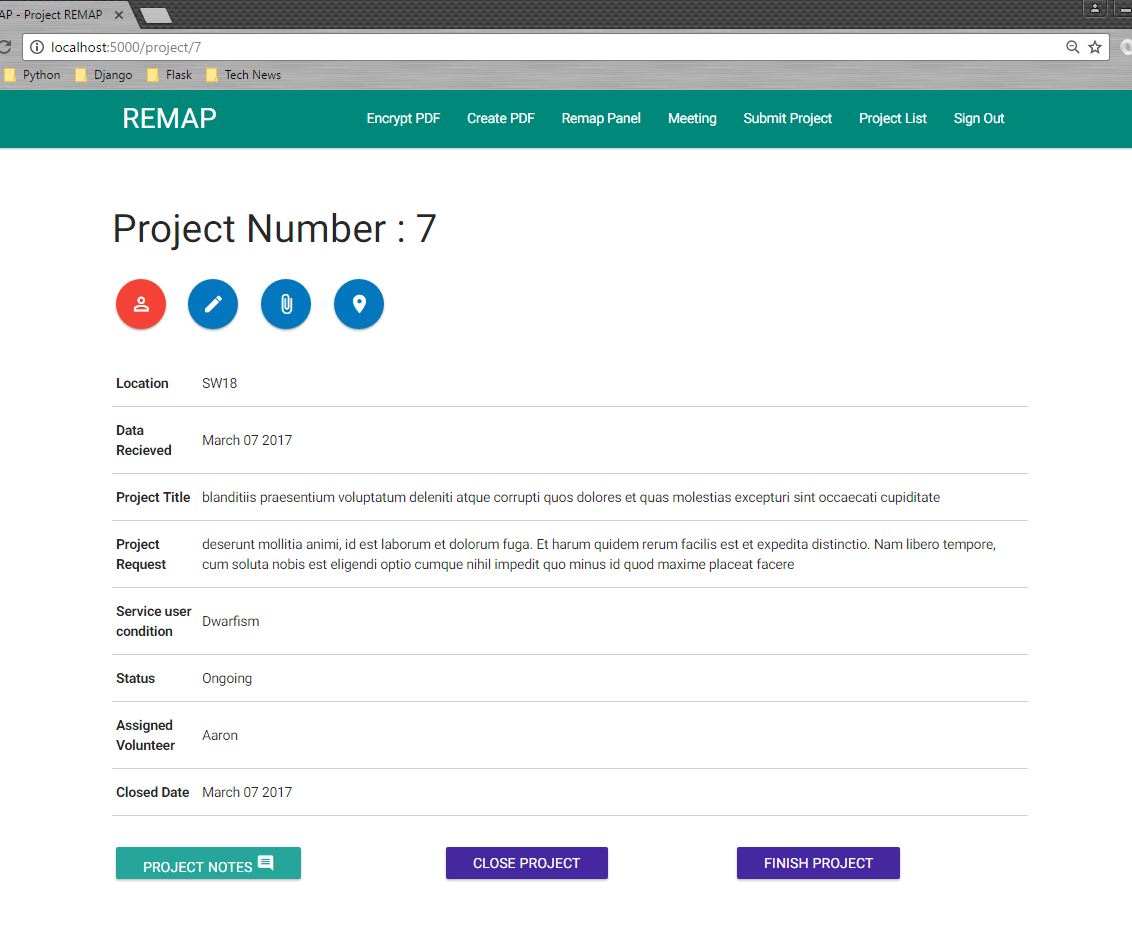 AP - Project REMAP
localhost:5000/project/7
Python Django Flask Tech News
REMAP Encrypt PDF Create PDF Remap Panel Meeting Submit Project Project List Sign Out
Project Number : 7
Location SW18
Data
Recieved
March 07 2017
Project Title blanditiis praesentium voluptatum deleniti atque corrupti quos dolores et quas molestias excepturi sint occaecati cupiditate
Project
Request
deserunt mollitia animi, id est laborum et dolorum fuga. Et harum quidem rerum facilis est et expedita distinctio. Nam libero tempore,
cum soluta nobis est eligendi optio cumque nihil impedit quo minus id quod maxime placeat facere
Service user
condition
Dwarfism
Status Ongoing
Assigned
Volunteer
Aaron
Closed Date March 07 2017
PROJECT NOTES CLOSE PROJECT FINISH PROJECT